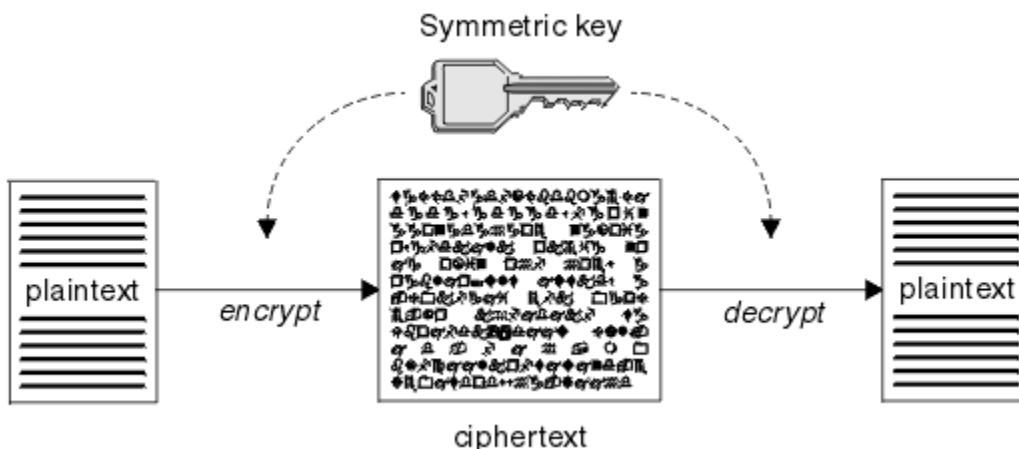 Symmetric key
plaintext
encrypt
decrypt
plaintext
ciphertext